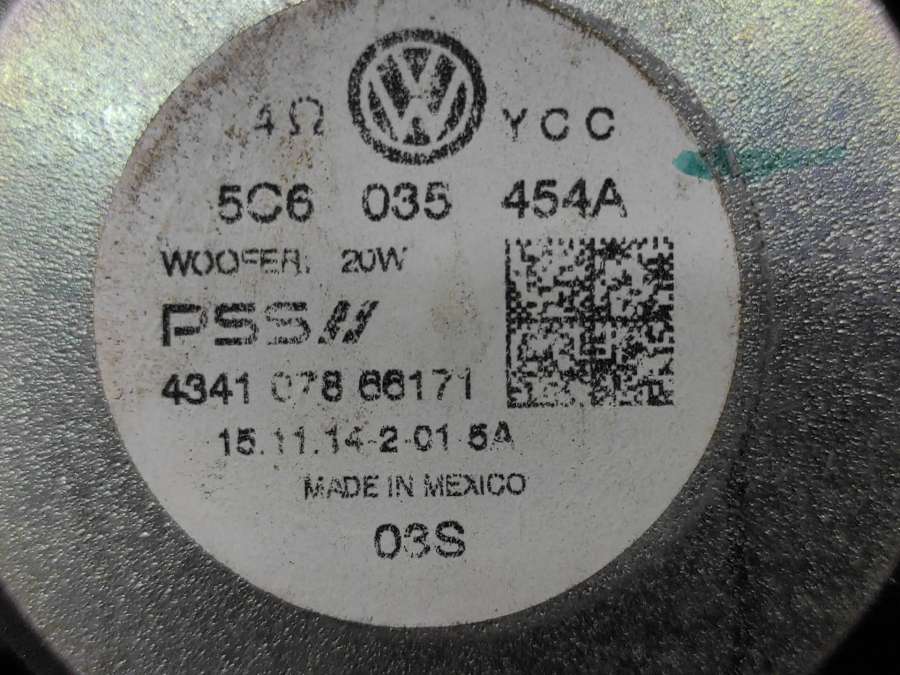 4Ω YCC
5C6 035 454A
WOOFER. 20W
PSS//
4341 078 66171
15.11.14-2-01 5A
MADE IN MEXICO
03S